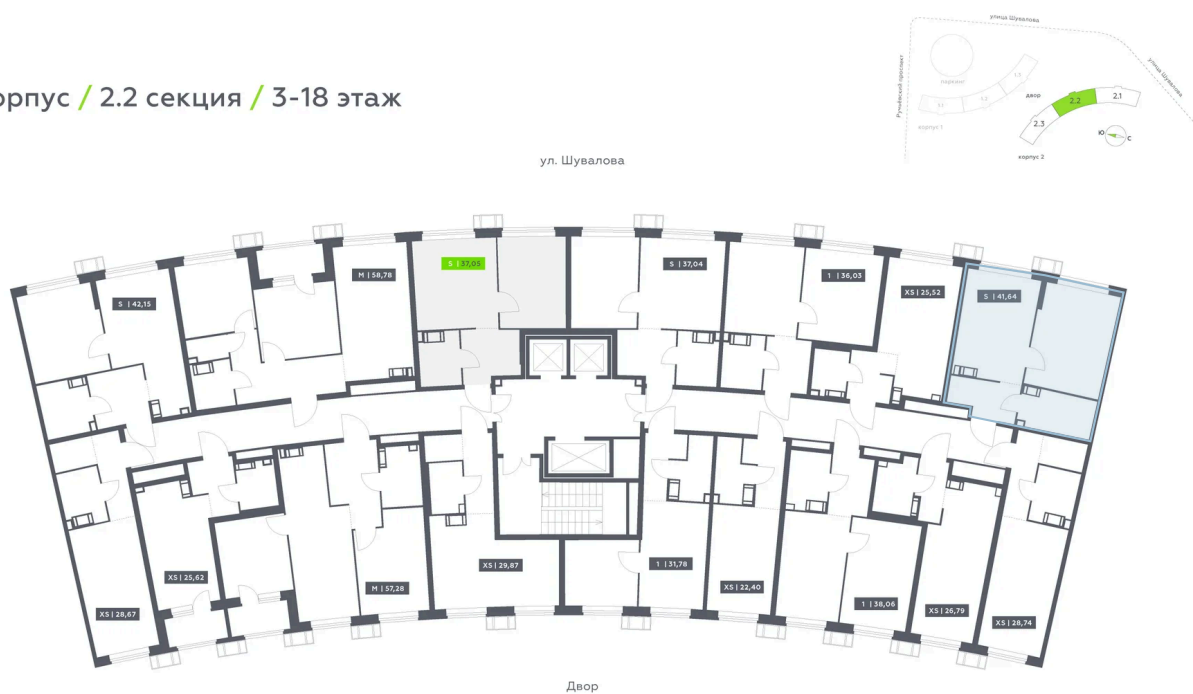 улица Шувалова
улица Шувалова
Ручьёвский проспект
паркинг
двор
корпус 1
2.2
2.1
2.3
Ю
С
корпус 2
орпус / 2.2 секция / 3-18 этаж
ул. Шувалова
S | 37,05
S | 37,04
M | 58,78
1 | 36,03
XS | 25,52
S | 41,64
S | 42,15
XS | 29,87
1 | 31,78
XS | 25,62
M | 57,28
XS | 22,40
1 | 38,06
XS | 26,79
XS | 28,67
XS | 28,74
Двор